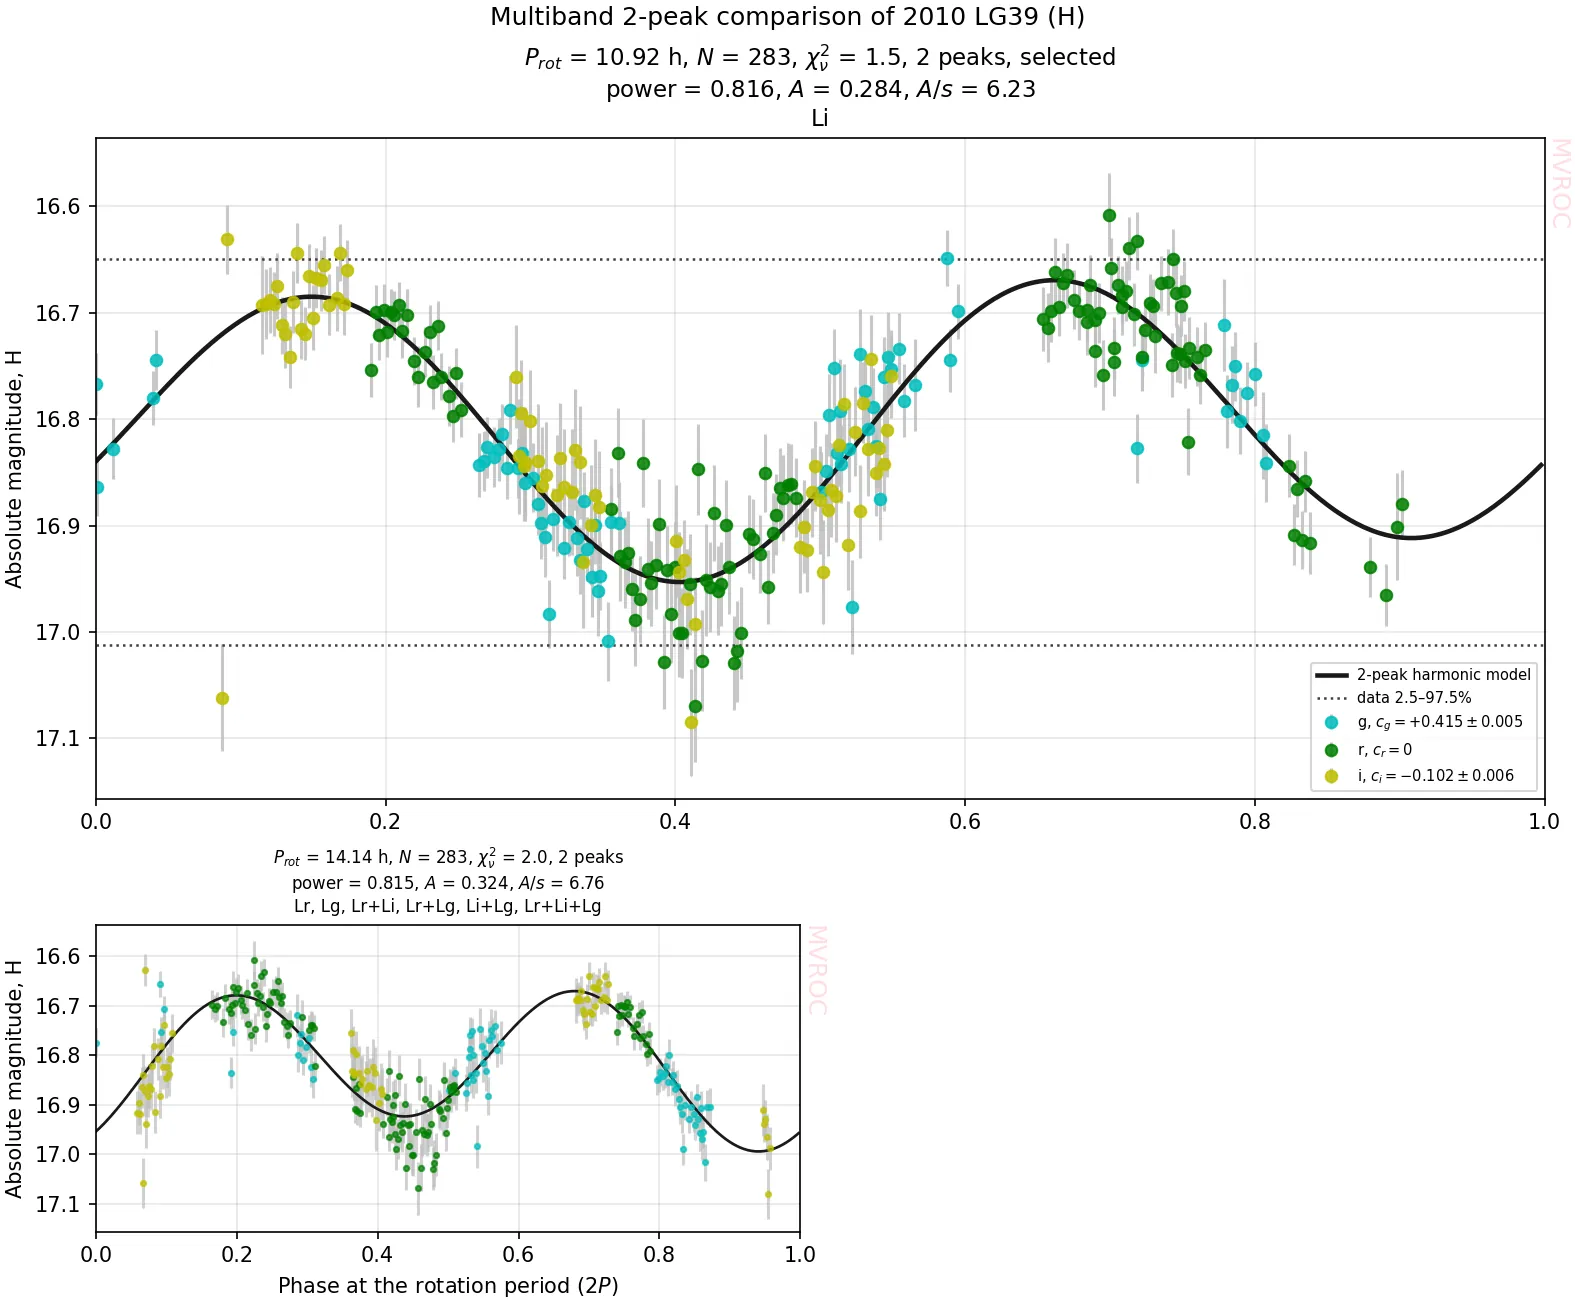 Multiband 2-peak comparison of 2010 LG39 (H)
P_rot = 10.92 h, N = 283, χ²_ν = 1.5, 2 peaks, selected
power = 0.816, A = 0.284, A/s = 6.23
Li
MVROC
Absolute magnitude, H
16.6
16.7
16.8
16.9
17.0
17.1
2-peak harmonic model
data 2.5–97.5%
g, c_g = +0.415 ± 0.005
r, c_r = 0
i, c_i = −0.102 ± 0.006
0.0 0.2 0.4 0.6 0.8 1.0
P_rot = 14.14 h, N = 283, χ²_ν = 2.0, 2 peaks
power = 0.815, A = 0.324, A/s = 6.76
Lr, Lg, Lr+Li, Lr+Lg, Li+Lg, Lr+Li+Lg
MVROC
Absolute magnitude, H
16.6
16.7
16.8
16.9
17.0
17.1
0.0 0.2 0.4 0.6 0.8 1.0
Phase at the rotation period (2P)